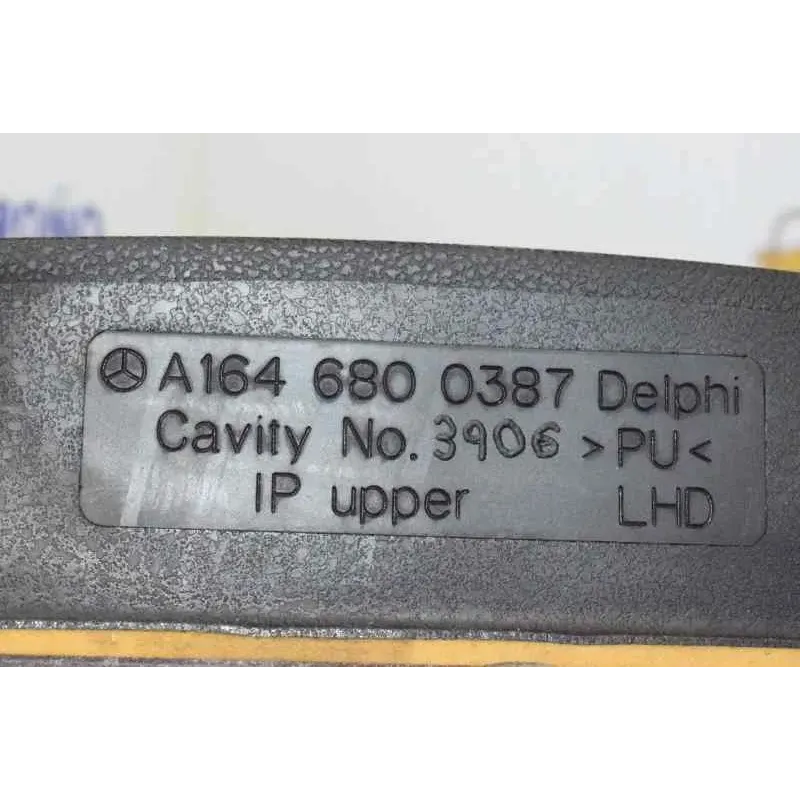 A164 680 0387 Delphi
Cavity No. 3906 >PU<
IP upper LHD